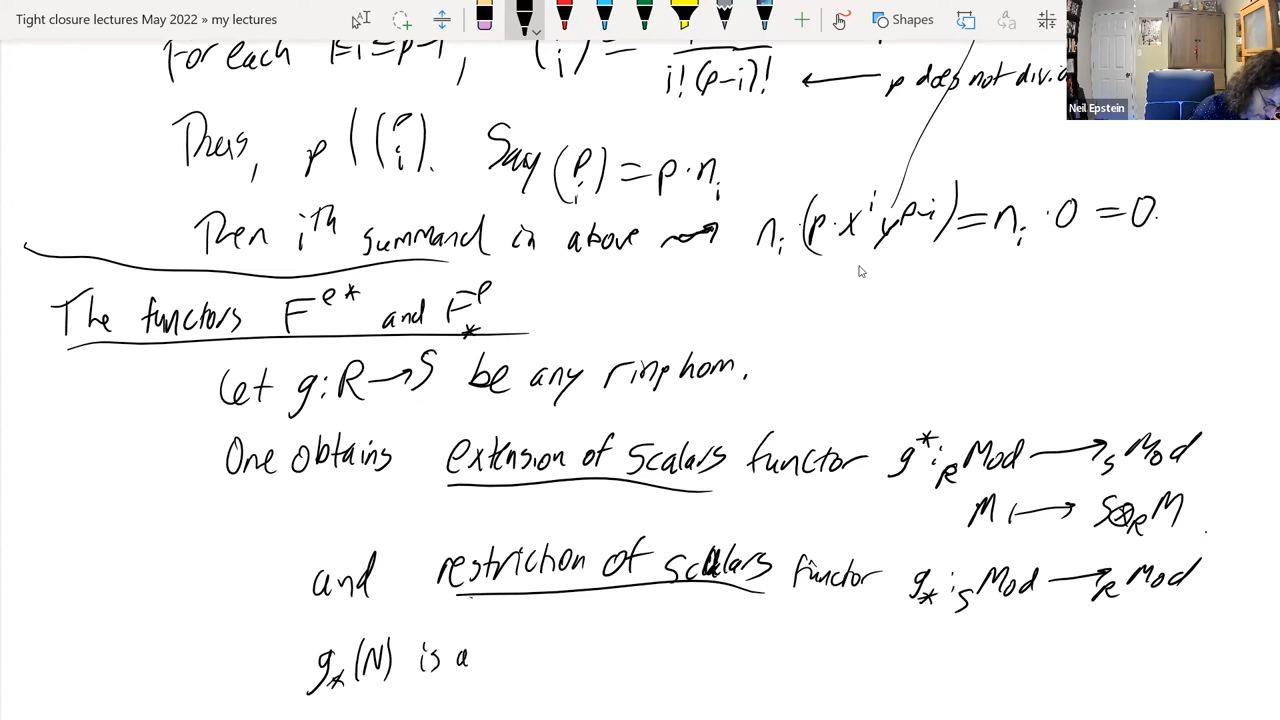 Tight closure lectures May 2022 » my lectures
Shapes
For each 1≤i≤p-1, (p i) = i!(p-i)! ← p does not divi
Neil Epstein
Thus, p | (p i). Say (p i) = p·n_i
Then i^th summand in above ⇝ n_i (p·x^i y^{p-i}) = n_i·0 = 0.
The functors F^{e*} and F^e_*
Let g: R → S be any ring hom.
One obtains extension of scalars functor g^*: _R Mod → _S Mod
M ↦ S⊗_R M
and restriction of scalars functor g_*: _S Mod → _R Mod
g_*(N) is a